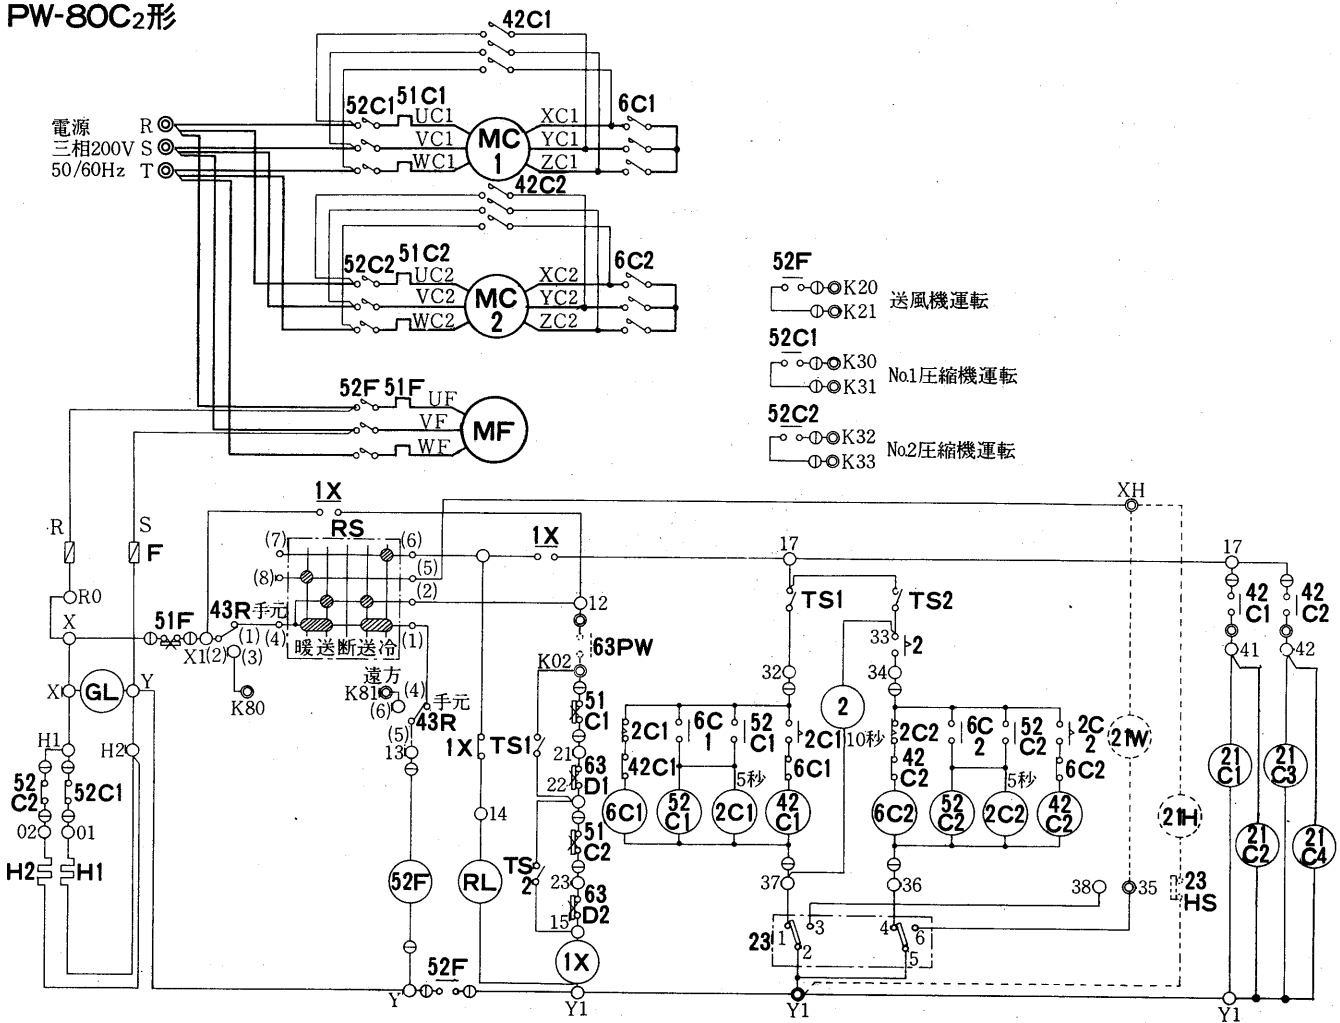 PW-80C2形
42C1
52C1
51C1
6C1
電源
三相200V
50/60Hz
R
S
T
UC1
VC1
WC1
MC
1
XC1
YC1
ZC1
42C2
52C2
51C2
6C2
UC2
VC2
WC2
MC
2
XC2
YC2
ZC2
52F
K20
K21
送風機運転
52C1
K30
K31
No.1圧縮機運転
52C2
K32
K33
No.2圧縮機運転
52F
51F
UF
VF
WF
MF
1X
RS
XH
R
S
F
(7)
(6)
1X
17
17
(8)
(5)
(2)
R0
12
TS1
TS2
42
C1
42
C2
X
51F
43R
手元
(1)
(4)
(1)
X1
(2)
(3)
暖送断送冷
63PW
33
2
41
42
K02
32
34
X
GL
Y
K80
遠方
K81
(4)
(6)
手元
43R
(5)
51
C1
2
10秒
H1
H2
13
1X
TS1
21
2C1
6C
1
52
C1
2C1
2C2
6C
2
52
C2
2C
2
21W
52
C2
52C1
22
63
D1
42C1
5秒
6C1
42
C2
5秒
6C2
21
C1
21
C3
02
01
14
6C1
52
C1
2C1
42
C1
6C2
52
C2
2C2
42
C2
21H
H2
H1
51
C2
21
C2
21
C4
52F
RL
TS
2
23
63
D2
37
36
38
35
23
HS
15
23
1
2
3
4
5
6
1X
52F
Y
Y1
Y1
Y1